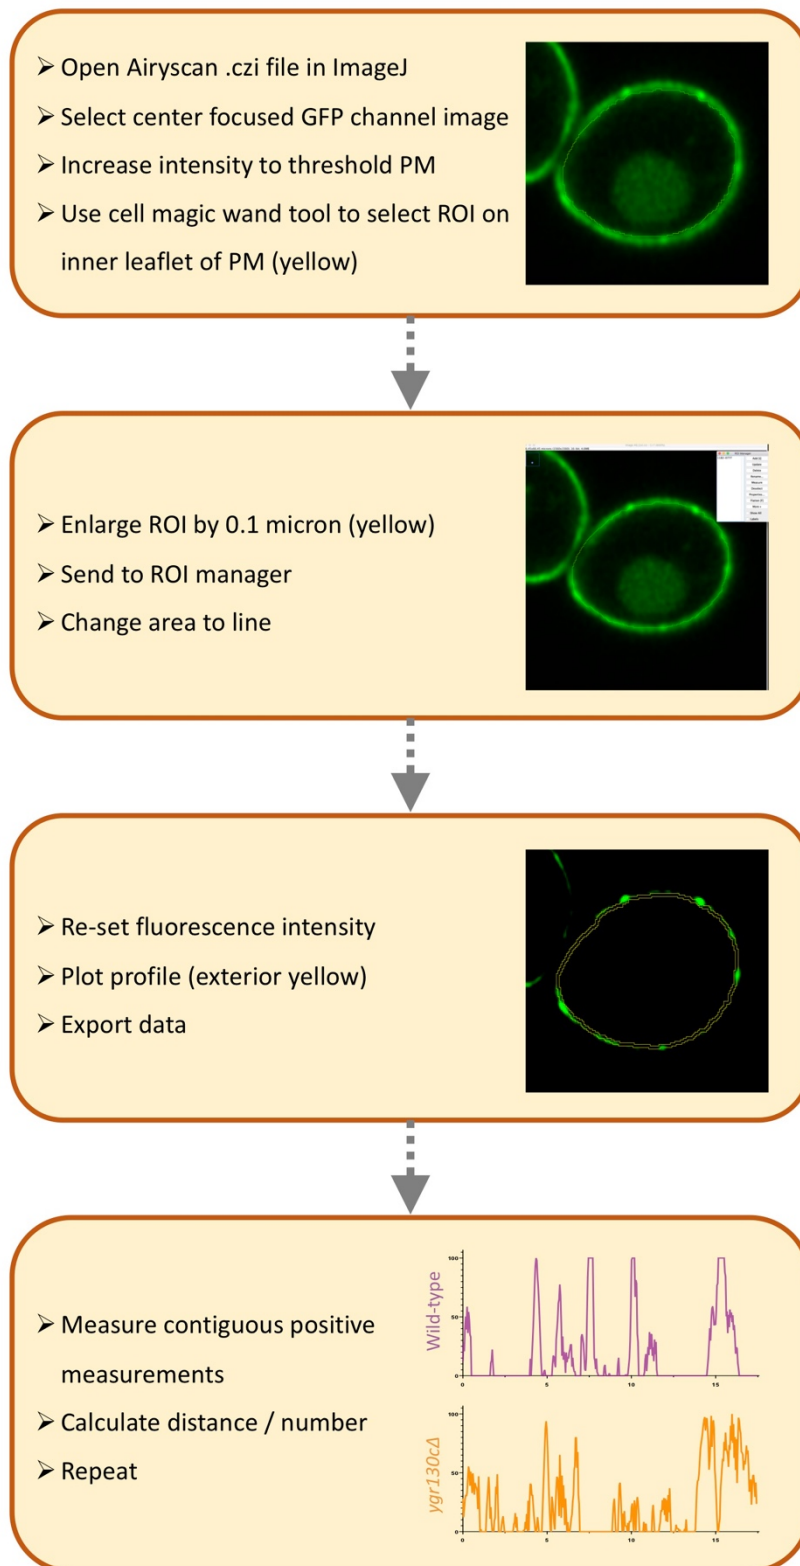 ➢ Open Airyscan .czi file in ImageJ
➢ Select center focused GFP channel image
➢ Increase intensity to threshold PM
➢ Use cell magic wand tool to select ROI on
inner leaflet of PM (yellow)
➢ Enlarge ROI by 0.1 micron (yellow)
➢ Send to ROI manager
➢ Change area to line
➢ Re-set fluorescence intensity
➢ Plot profile (exterior yellow)
➢ Export data
➢ Measure contiguous positive
measurements
➢ Calculate distance / number
➢ Repeat
Wild-type
100
50
0
0 5 10 15
ygr130cΔ
100
50
0
0 5 10 15